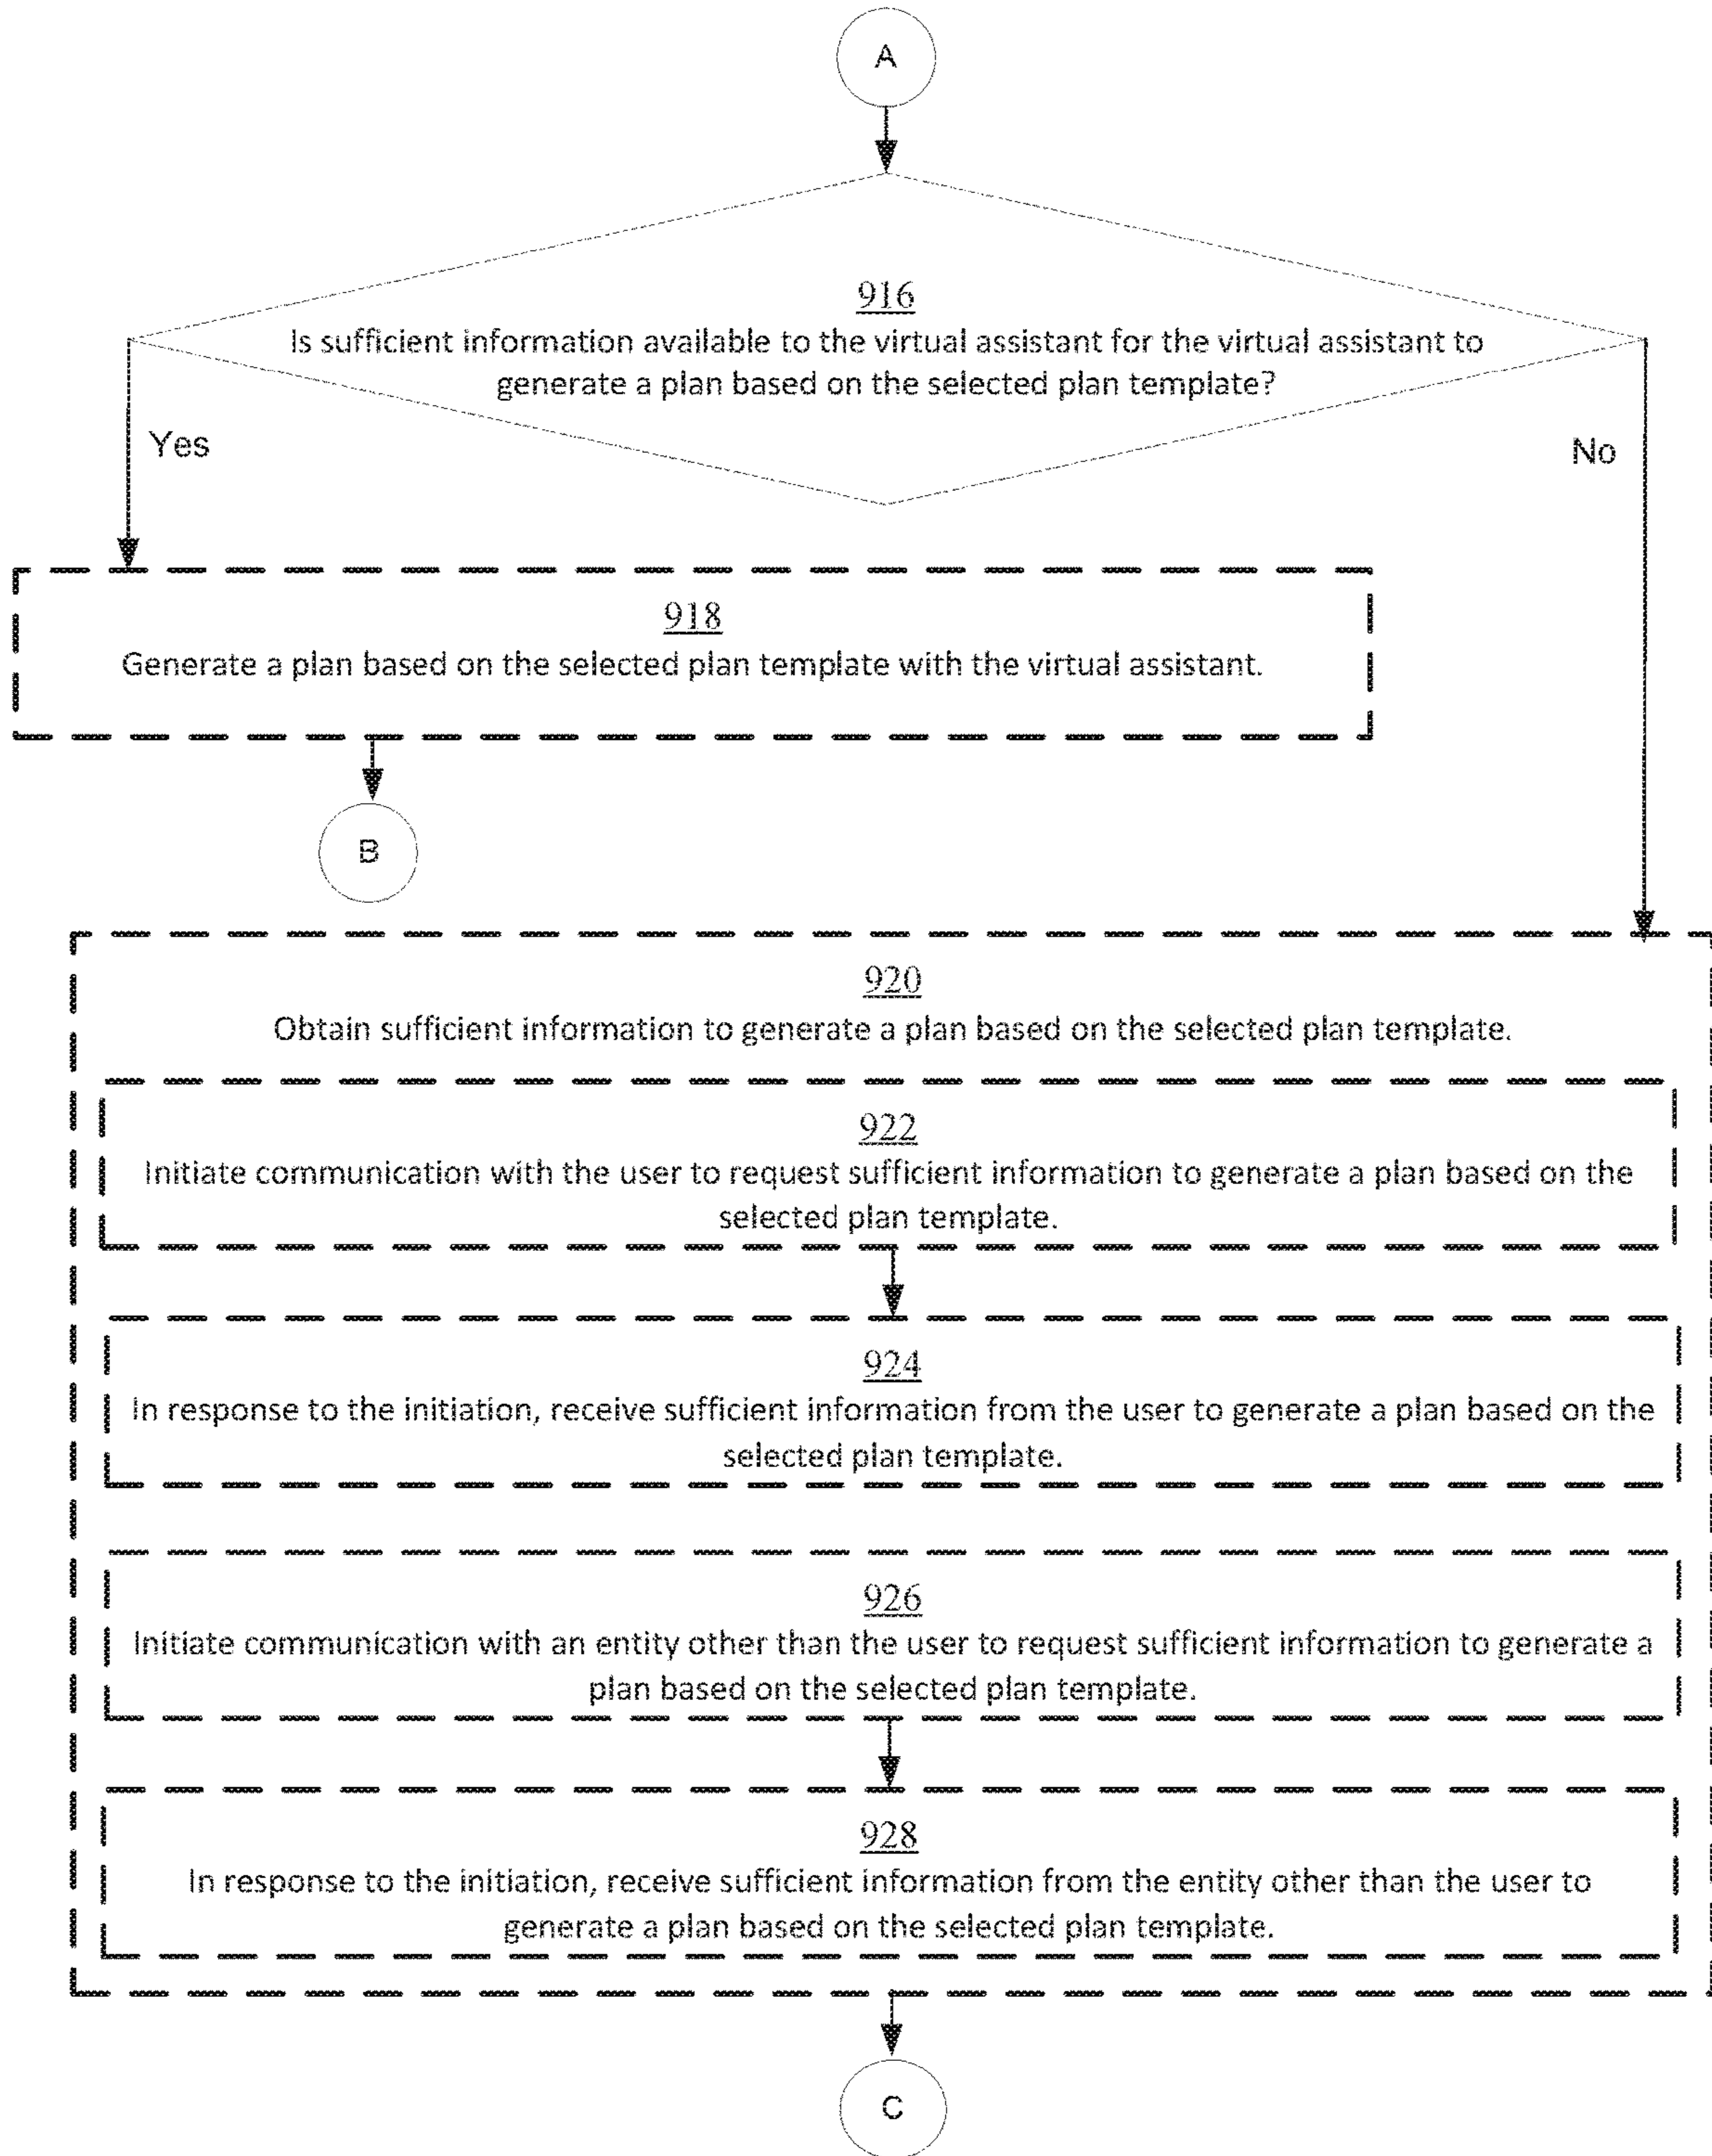 A
916
Is sufficient information available to the virtual assistant for the virtual assistant to
generate a plan based on the selected plan template?
Yes
No
918
Generate a plan based on the selected plan template with the virtual assistant.
B
920
Obtain sufficient information to generate a plan based on the selected plan template.
922
Initiate communication with the user to request sufficient information to generate a plan based on the
selected plan template.
924
In response to the initiation, receive sufficient information from the user to generate a plan based on the
selected plan template.
926
Initiate communication with an entity other than the user to request sufficient information to generate a
plan based on the selected plan template.
928
In response to the initiation, receive sufficient information from the entity other than the user to
generate a plan based on the selected plan template.
C